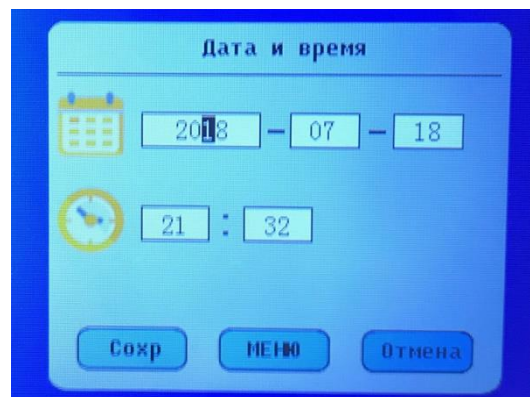 Дата и время
2018 – 07 – 18
21 : 32
Сохр МЕНЮ Отмена